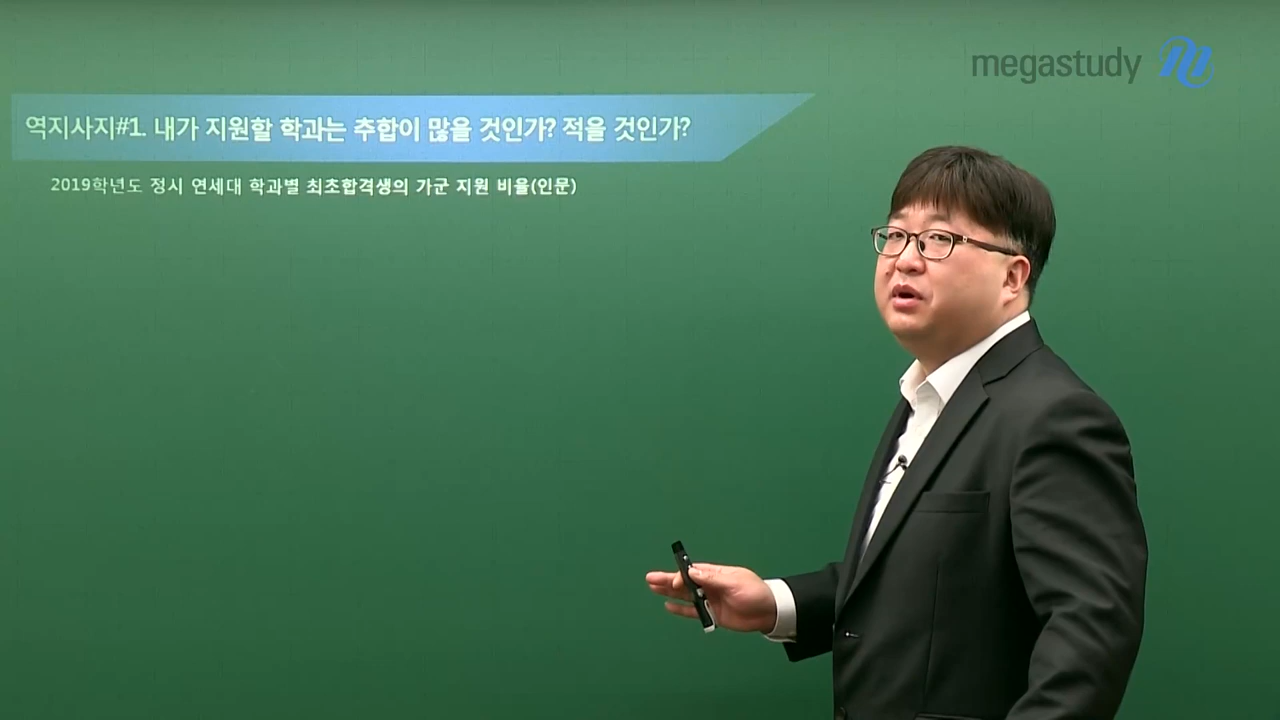 megastudy
역지사지#1. 내가 지원할 학과는 추합이 많을 것인가? 적을 것인가?
2019학년도 정시 연세대 학과별 최초합격생의 가군 지원 비율(인문)